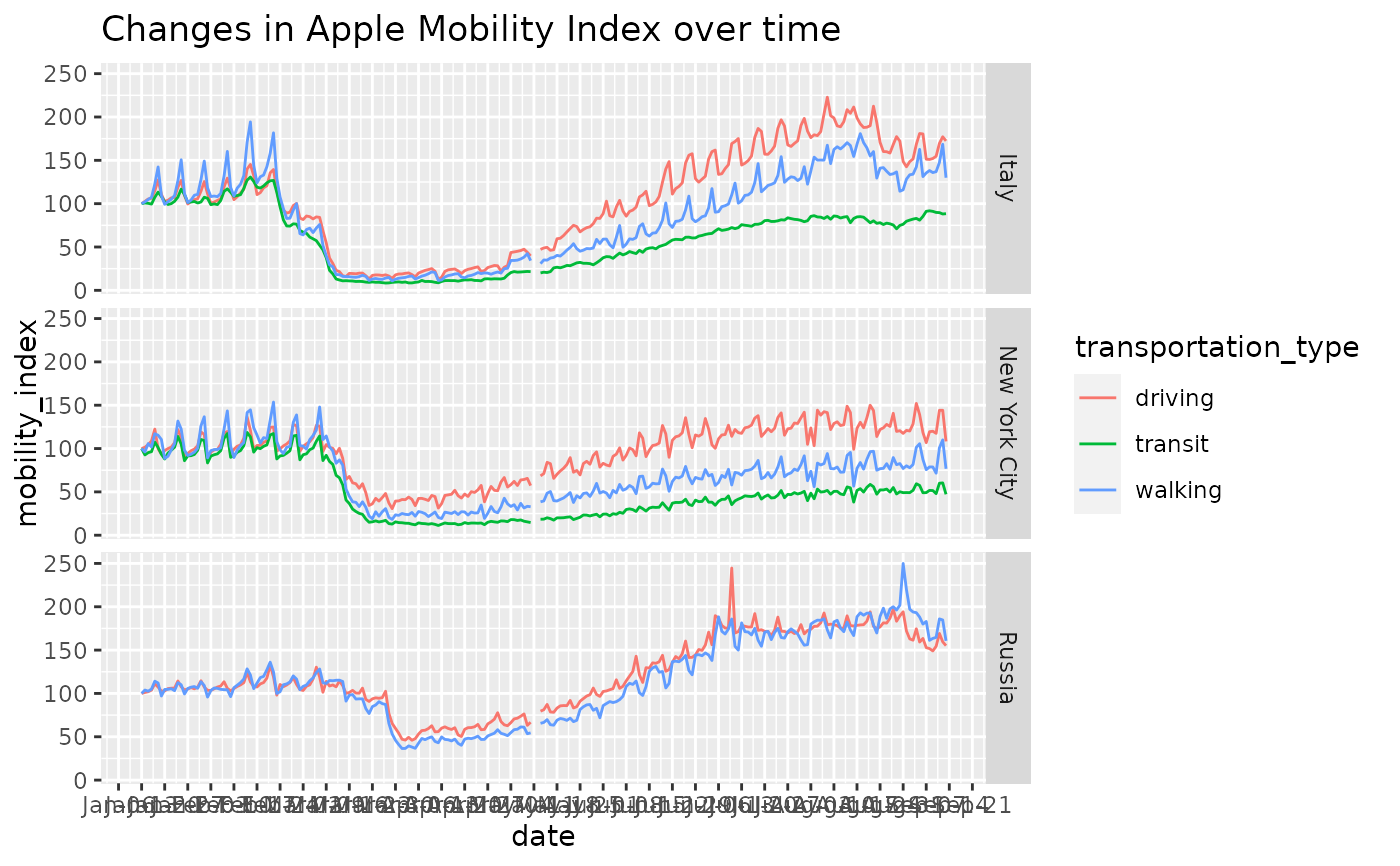 Changes in Apple Mobility Index over time
250
200
150
100
50
0
Italy
250
200
150
100
50
0
New York City
250
200
150
100
50
0
Russia
mobility_index
date
transportation_type
driving
transit
walking